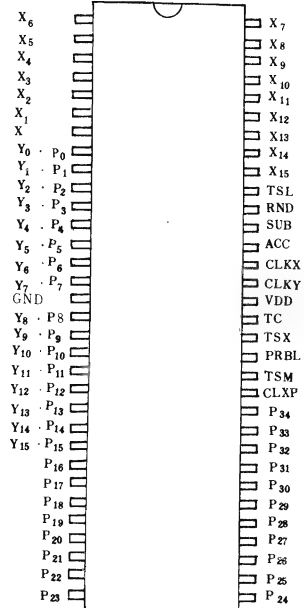 X₆
X₅
X₄
X₃
X₂
X₁
X
Y₀ · P₀
Y₁ · P₁
Y₂ · P₂
Y₃ · P₃
Y₄ · P₄
Y₅ · P₅
Y₆ · P₆
Y₇ · P₇
GND
Y₈ · P8
Y₉ · P₉
Y₁₀ · P₁₀
Y₁₁ · P₁₁
Y₁₂ · P₁₂
Y₁₃ · P₁₃
Y₁₄ · P₁₄
Y₁₅ · P₁₅
P₁₆
P₁₇
P₁₈
P₁₉
P₂₀
P₂₁
P₂₂
P₂₃
X₇
X₈
X₉
X₁₀
X₁₁
X₁₂
X₁₃
X₁₄
X₁₅
TSL
RND
SUB
ACC
CLKX
CLKY
VDD
TC
TSX
PRBL
TSM
CLXP
P₃₄
P₃₃
P₃₂
P₃₁
P₃₀
P₂₉
P₂₈
P₂₇
P₂₆
P₂₅
P₂₄